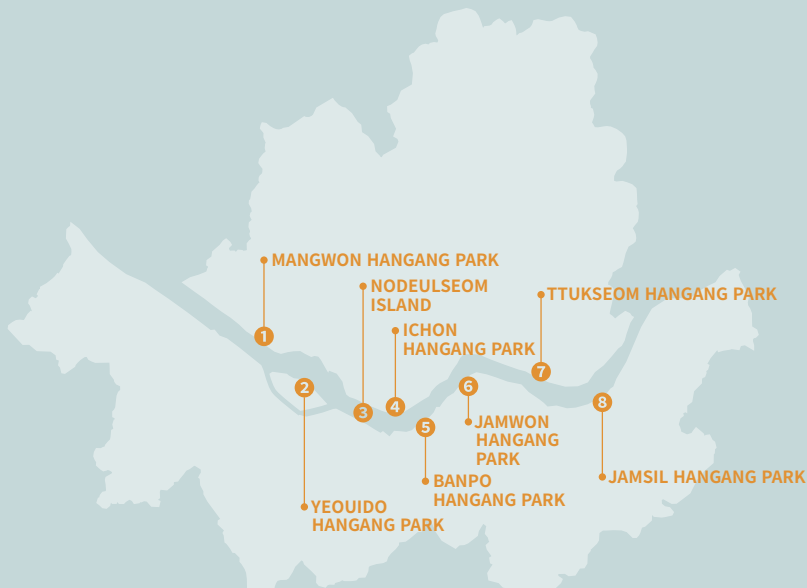 MANGWON HANGANG PARK
NODEULSEOM
ISLAND
TTUKSEOM HANGANG PARK
ICHON
HANGANG PARK
1
2
3
4
5
6
7
8
JAMWON
HANGANG
PARK
JAMSIL HANGANG PARK
BANPO
HANGANG PARK
YEOUIDO
HANGANG PARK